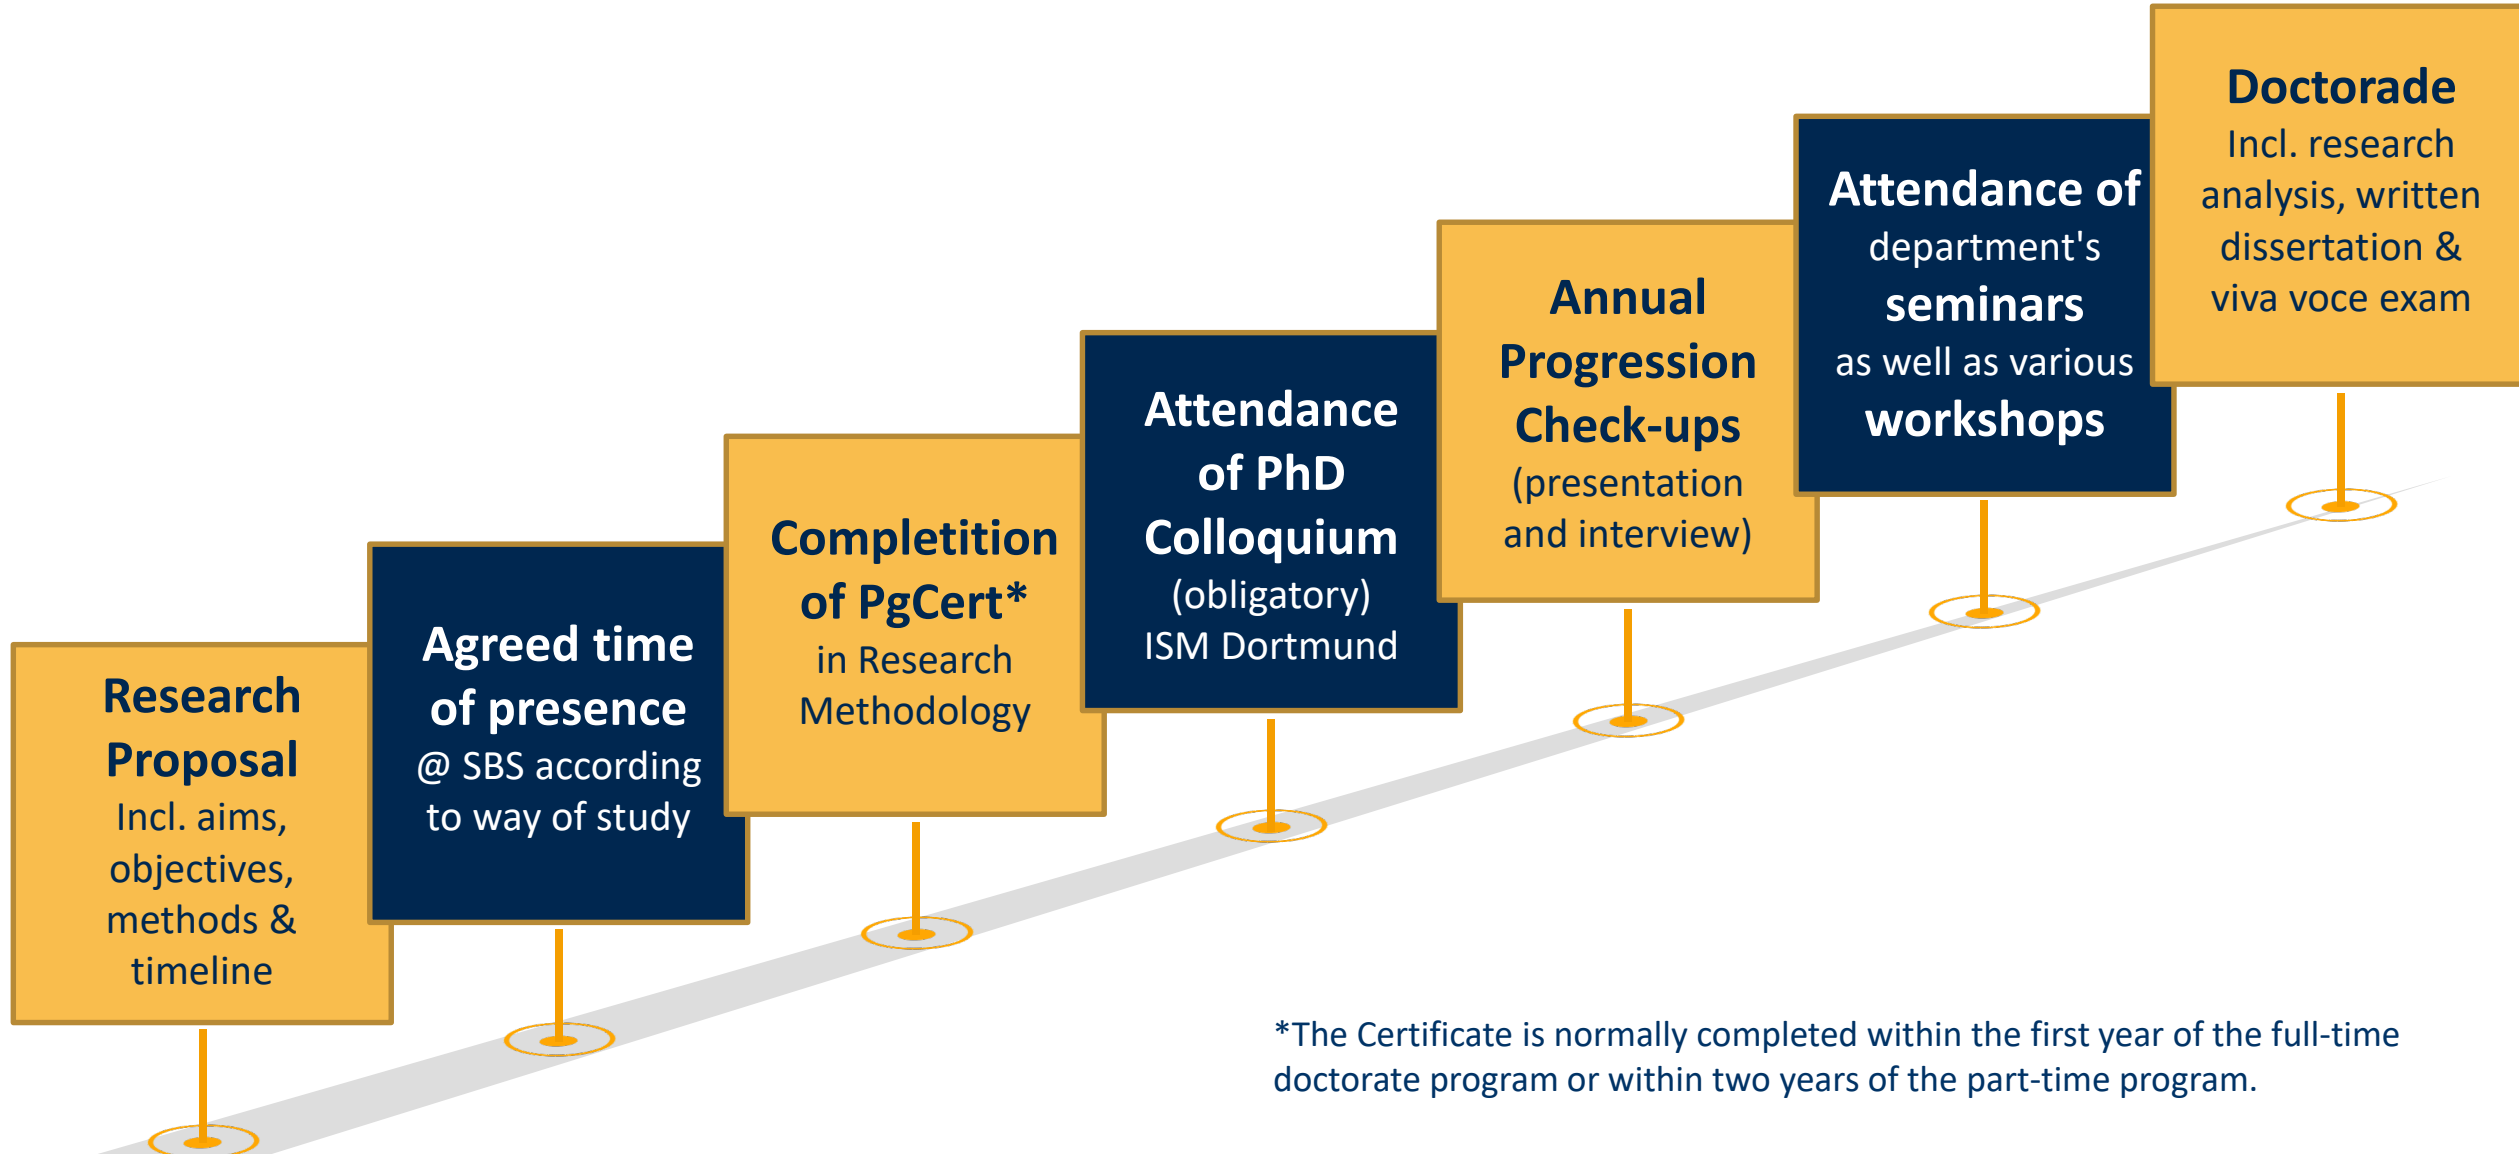 Research
Proposal
Incl. aims,
objectives,
methods &
timeline
Agreed time
of presence
@ SBS according
to way of study
Completition
of PgCert*
in Research
Methodology
Attendance
of PhD
Colloquium
(obligatory)
ISM Dortmund
Annual
Progression
Check-ups
(presentation
and interview)
Attendance of
department's
seminars
as well as various
workshops
Doctorade
Incl. research
analysis, written
dissertation &
viva voce exam
*The Certificate is normally completed within the first year of the full-time
doctorate program or within two years of the part-time program.